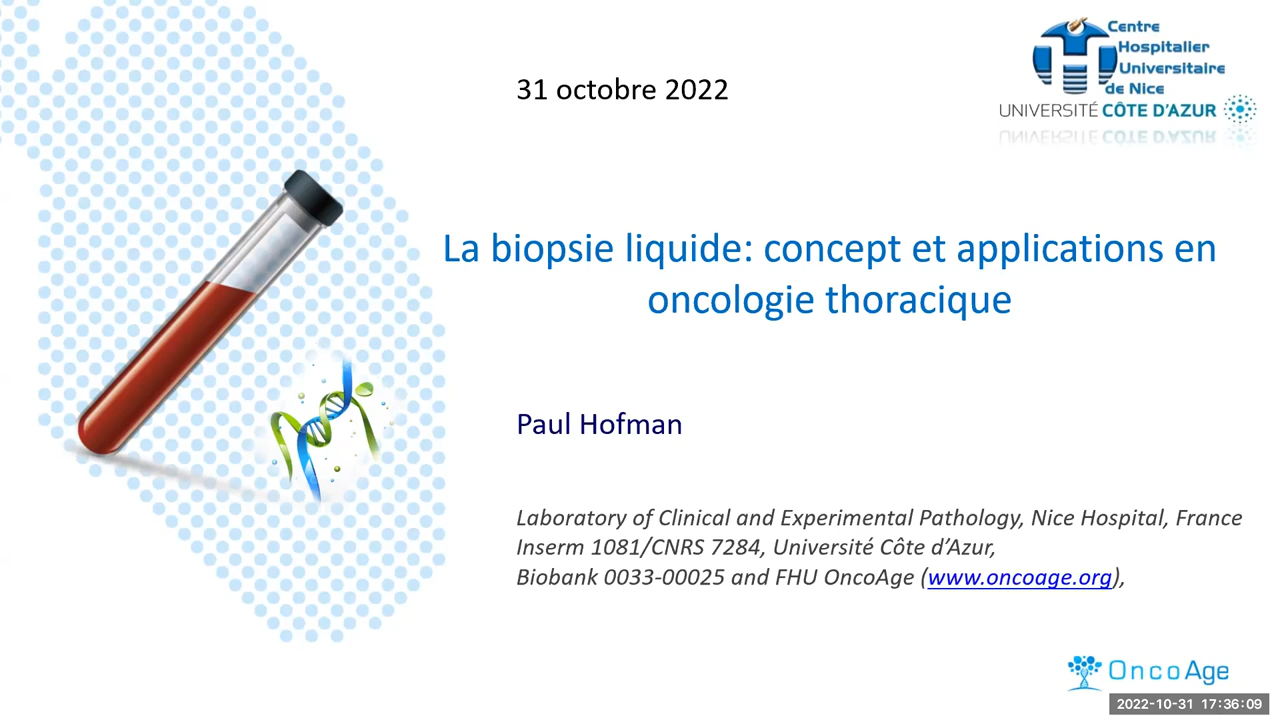 31 octobre 2022
Centre
Hospitalier
Universitaire
de Nice
UNIVERSITÉ CÔTE D'AZUR
La biopsie liquide: concept et applications en
oncologie thoracique
Paul Hofman
Laboratory of Clinical and Experimental Pathology, Nice Hospital, France
Inserm 1081/CNRS 7284, Université Côte d’Azur,
Biobank 0033-00025 and FHU OncoAge (www.oncoage.org),
OncoAge
2022-10-31 17:36:09